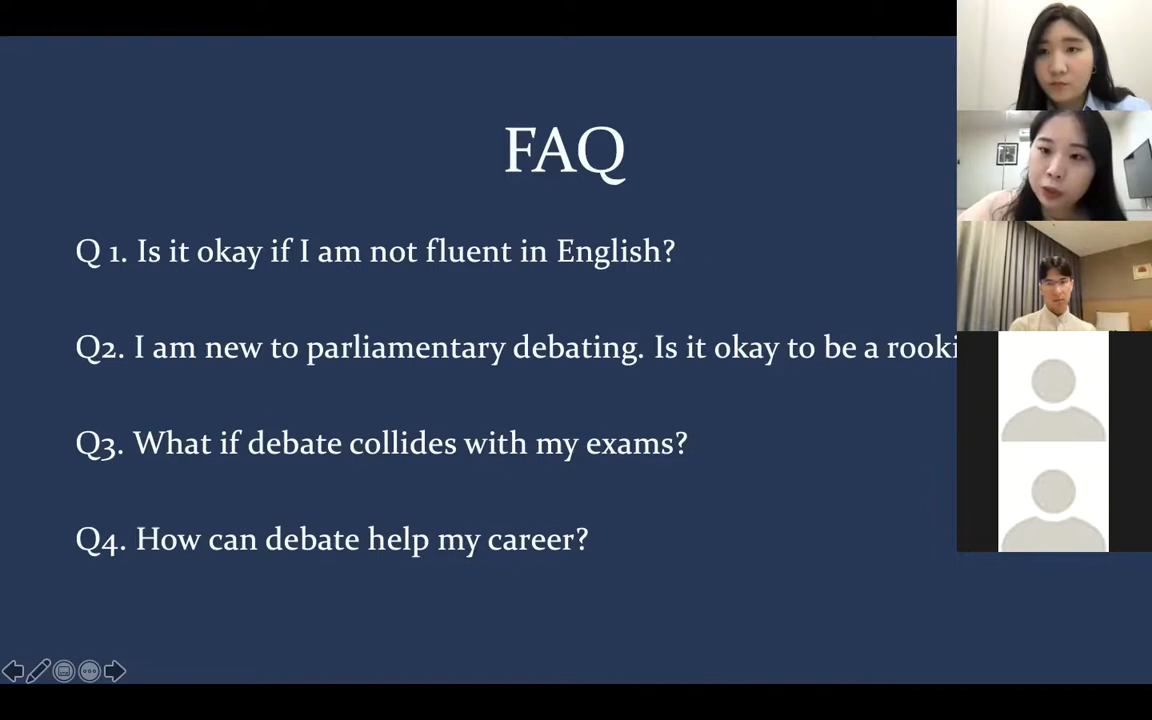 FAQ
Q 1. Is it okay if I am not fluent in English?
Q2. I am new to parliamentary debating. Is it okay to be a rooki
Q3. What if debate collides with my exams?
Q4. How can debate help my career?